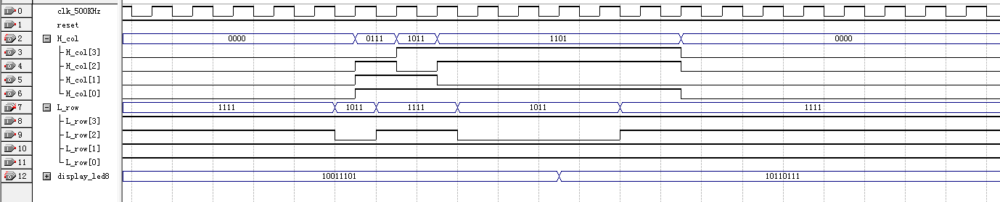 0 clk_500KHz
1 reset
2 H_col 0000 0111 1011 1101 0000
3 H_col[3]
4 H_col[2]
5 H_col[1]
6 H_col[0]
7 L_row 1111 1011 1111 1011 1111
8 L_row[3]
9 L_row[2]
10 L_row[1]
11 L_row[0]
12 display_led8 10011101 10110111